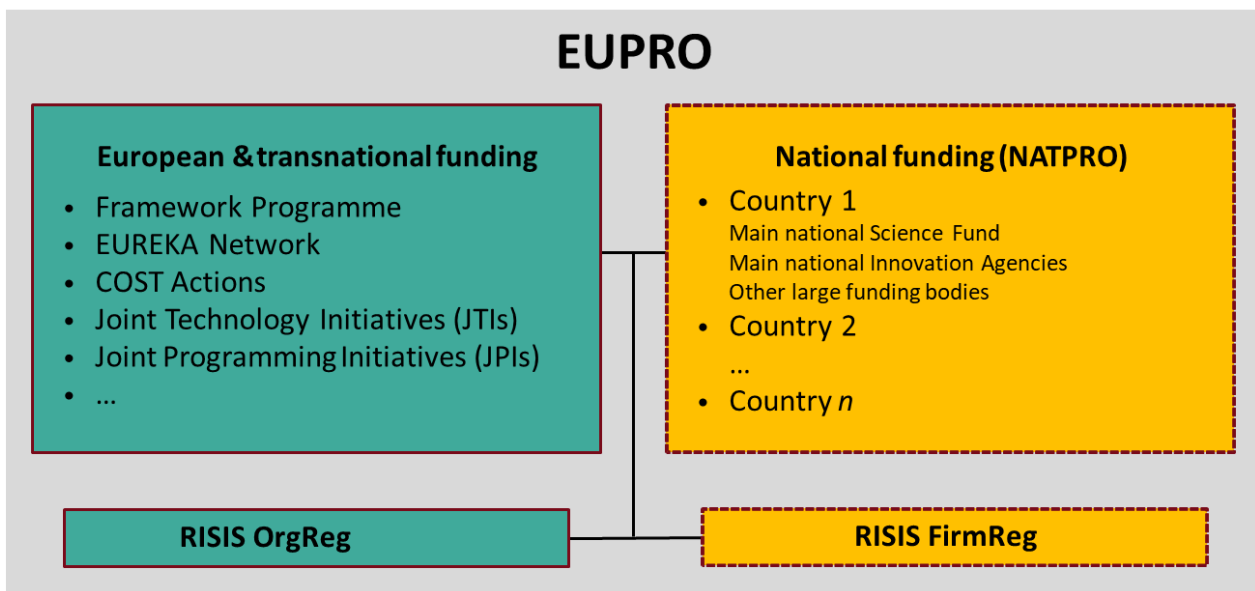 EUPRO
European & transnational funding
• Framework Programme
• EUREKA Network
• COST Actions
• Joint Technology Initiatives (JTIs)
• Joint Programming Initiatives (JPIs)
• ...
National funding (NATPRO)
• Country 1
Main national Science Fund
Main national Innovation Agencies
Other large funding bodies
• Country 2
...
• Country n
RISIS OrgReg
RISIS FirmReg